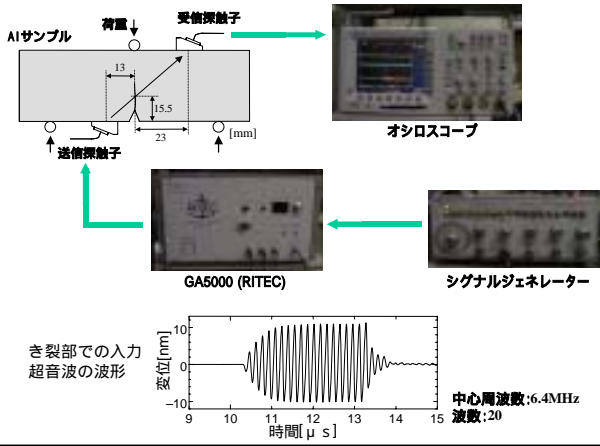 荷重
受信探触子
Alサンプル
13
15.5
23
[mm]
送信探触子
オシロスコープ
GA5000 (RITEC)
シグナルジェネレーター
き裂部での入力
超音波の波形
変位[nm]
10
0
−10
9 10 11 12 13 14 15
時間[μs]
中心周波数:6.4MHz
波数:20